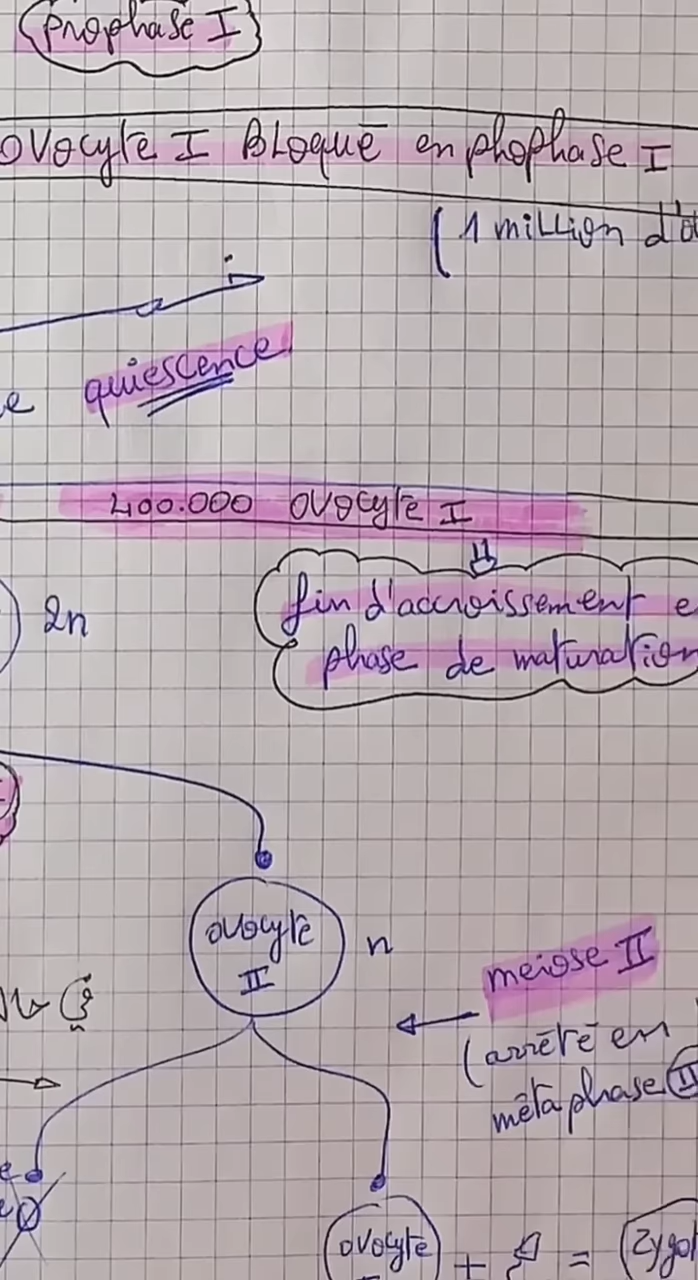 Prophase I
ovocyte I Bloqué en phophase I
(1 million d'
quiescence
400.000 ovocyte I
2n
fin d'accroissement e
phase de maturation
ovocyte
II
n
meiose II
(arrêté en
métaphase II
ovocyte
+ = Zygo